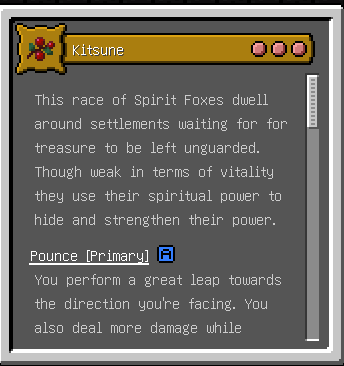 Kitsune
This race of Spirit Foxes dwell
around settlements waiting for for
treasure to be left unguarded.
Though weak in terms of vitality
they use their spiritual power to
hide and strengthen their power.
Pounce [Primary] A
You perform a great leap towards
the direction you're facing. You
also deal more damage while